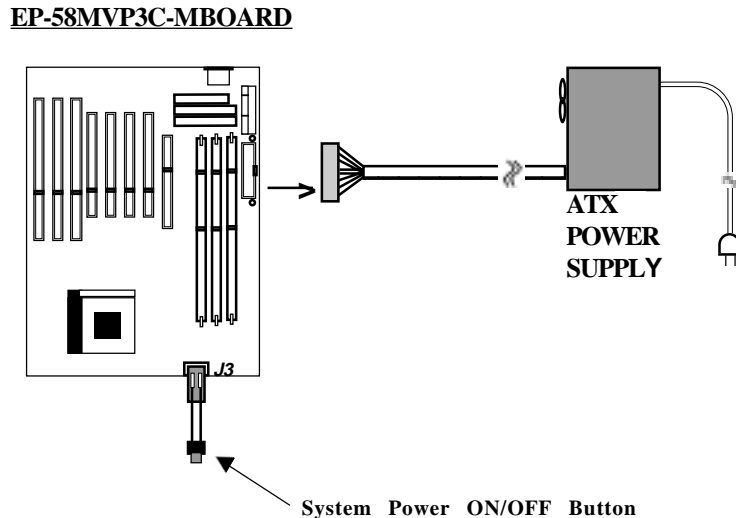 EP-58MVP3C-MBOARD
ATX
POWER
SUPPLY
J3
System Power ON/OFF Button